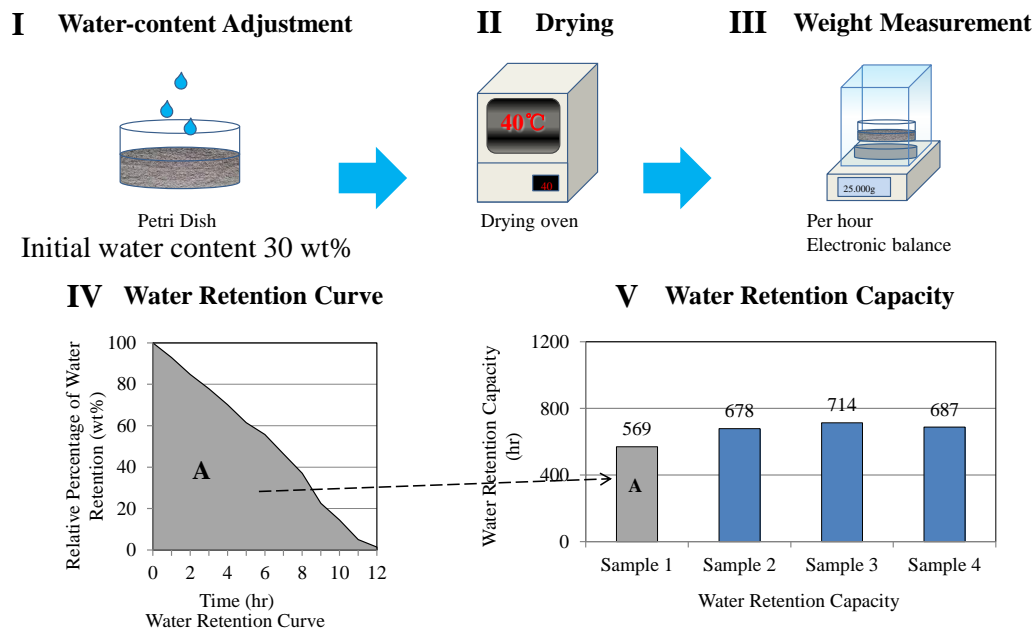 I Water-content Adjustment
II Drying
III Weight Measurement
40℃
40
25.000g
Petri Dish
Drying oven
Per hour
Electronic balance
Initial water content 30 wt%
IV Water Retention Curve
V Water Retention Capacity
Relative Percentage of Water
Retention (wt%)
100
80
60
40
20
0
A
0 2 4 6 8 10 12
Time (hr)
Water Retention Curve
Water Retention Capacity
(hr)
1200
800
400
0
569
678
714
687
A
Sample 1 Sample 2 Sample 3 Sample 4
Water Retention Capacity